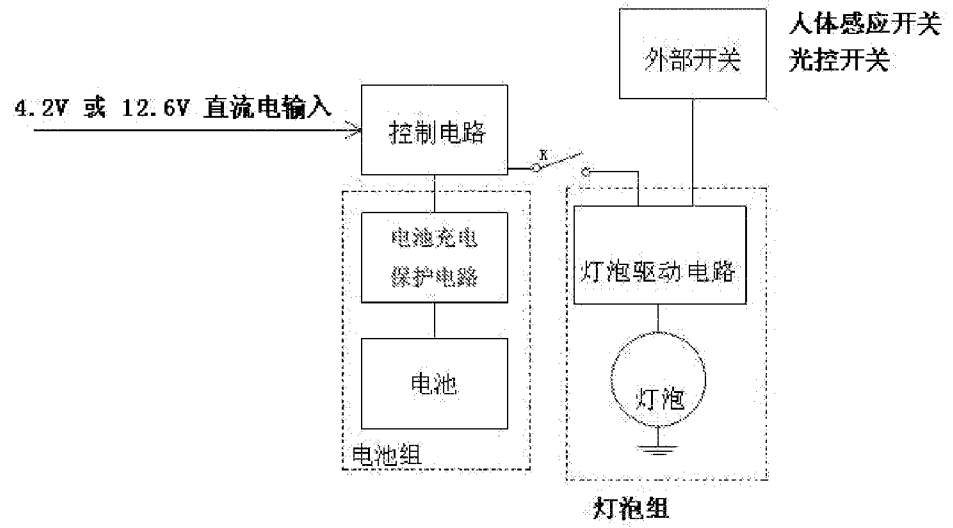 人体感应开关
外部开关
光控开关
4.2V 或 12.6V 直流电输入
控制电路
K
电池充电
保护电路
灯泡驱动电路
电池
灯泡
电池组
灯泡组